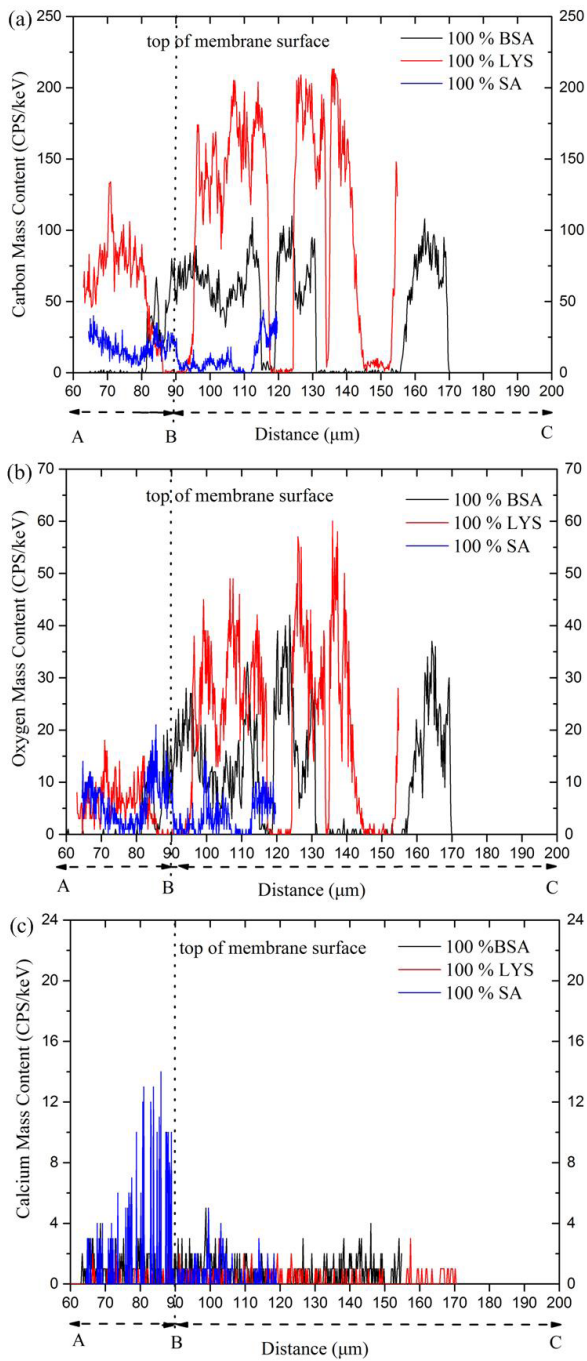 (a)
250
250
top of membrane surface
100 % BSA
100 % LYS
100 % SA
200
200
150
150
100
100
50
50
0
0
Carbon Mass Content (CPS/keV)
60 70 80 90 100 110 120 130 140 150 160 170 180 190 200
A B Distance (μm) C
(b)
70
70
top of membrane surface
100 % BSA
100 % LYS
100 % SA
60
60
50
50
40
40
30
30
20
20
10
10
0
0
Oxygen Mass Content (CPS/keV)
60 70 80 90 100 110 120 130 140 150 160 170 180 190 200
A B Distance (μm) C
(c)
24
24
top of membrane surface
100 %BSA
100 % LYS
100 % SA
20
20
16
16
12
12
8
8
4
4
0
0
Calcium Mass Content (CPS/keV)
60 70 80 90 100 110 120 130 140 150 160 170 180 190 200
A B Distance (μm) C